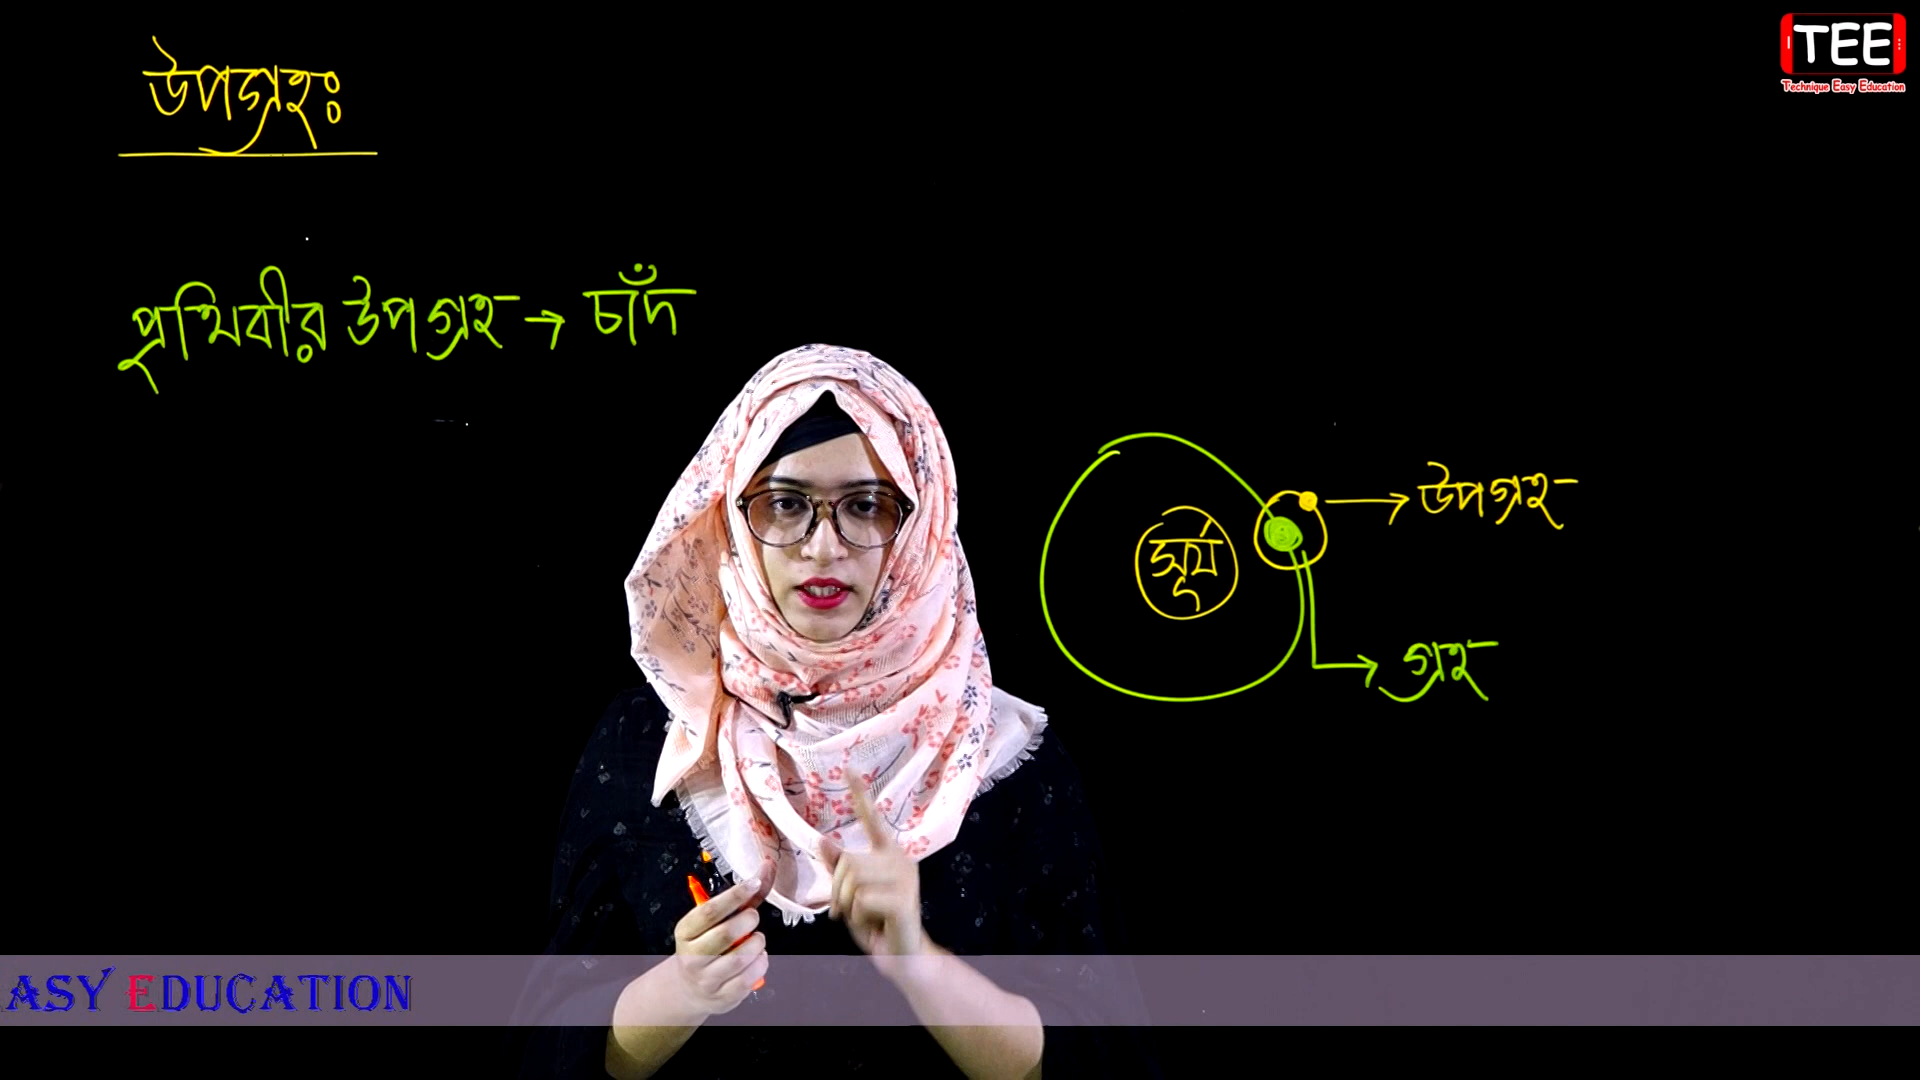 উপগ্রহঃ
TEE
Technique Easy Education
পৃথিবীর উপগ্রহ → চাঁদ
সূর্য
→ উপগ্রহ
→ গ্রহ
ASY EDUCATION